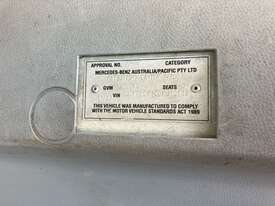 APPROVAL NO. CATEGORY
MERCEDES-BENZ AUSTRALIA/PACIFIC PTY LTD
GVM SEATS
VIN
THIS VEHICLE WAS MANUFACTURED TO COMPLY
WITH THE MOTOR VEHICLE STANDARDS ACT 1989